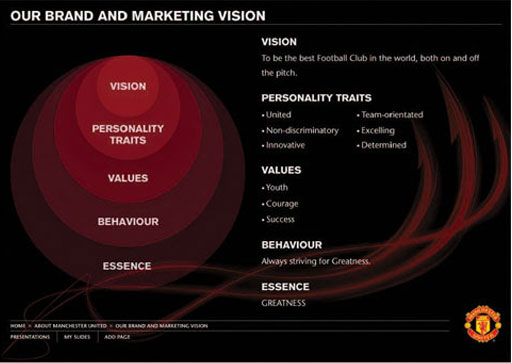 OUR BRAND AND MARKETING VISION
VISION
PERSONALITY
TRAITS
VALUES
BEHAVIOUR
ESSENCE
VISION
To be the best Football Club in the world, both on and off
the pitch.
PERSONALITY TRAITS
• United
• Non-discriminatory
• Innovative
• Team-orientated
• Excelling
• Determined
VALUES
• Youth
• Courage
• Success
BEHAVIOUR
Always striving for Greatness.
ESSENCE
GREATNESS
HOME > ABOUT MANCHESTER UNITED > OUR BRAND AND MARKETING VISION
PRESENTATIONS | MY SLIDES | ADD PAGE
MANCHESTER
UNITED